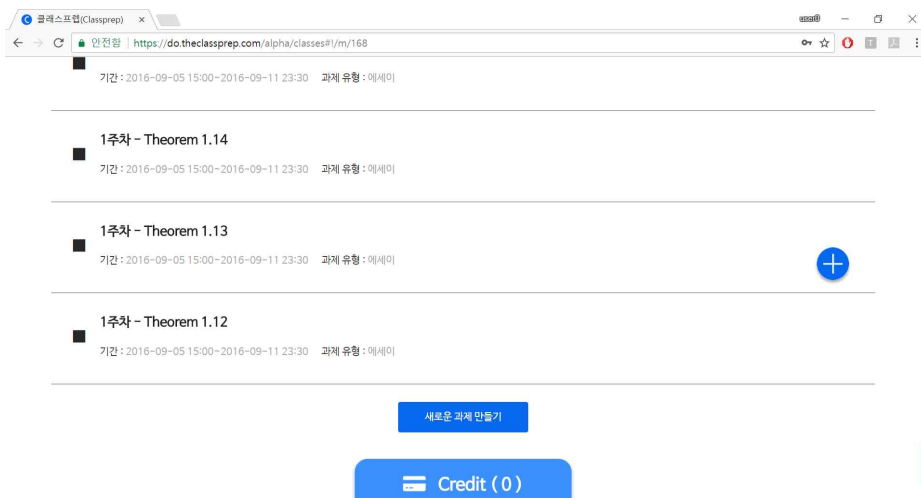 클래스프렙(Classprep)
안전함 https://do.theclassprep.com/alpha/classes#!/m/168
기간 : 2016-09-05 15:00~2016-09-11 23:30 과제 유형 : 에세이
1주차 - Theorem 1.14
기간 : 2016-09-05 15:00~2016-09-11 23:30 과제 유형 : 에세이
1주차 - Theorem 1.13
기간 : 2016-09-05 15:00~2016-09-11 23:30 과제 유형 : 에세이
1주차 - Theorem 1.12
기간 : 2016-09-05 15:00~2016-09-11 23:30 과제 유형 : 에세이
새로운 과제 만들기
Credit ( 0 )